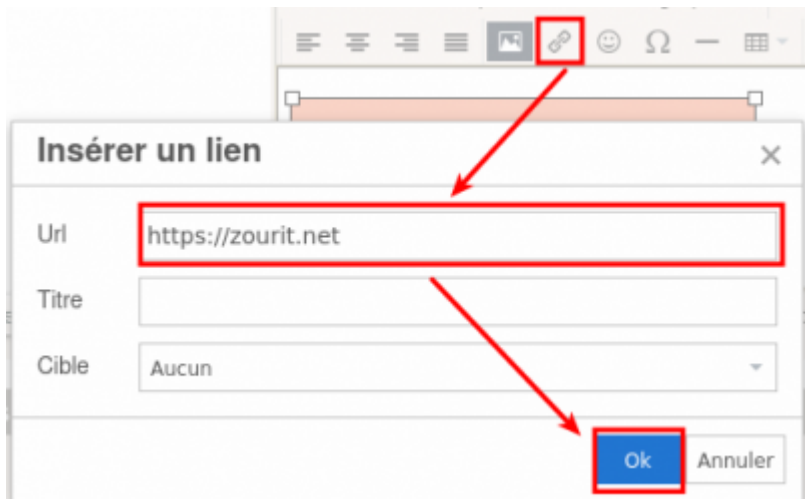 Insérer un lien
Url https://zourit.net
Titre
Cible Aucun
Ok Annuler